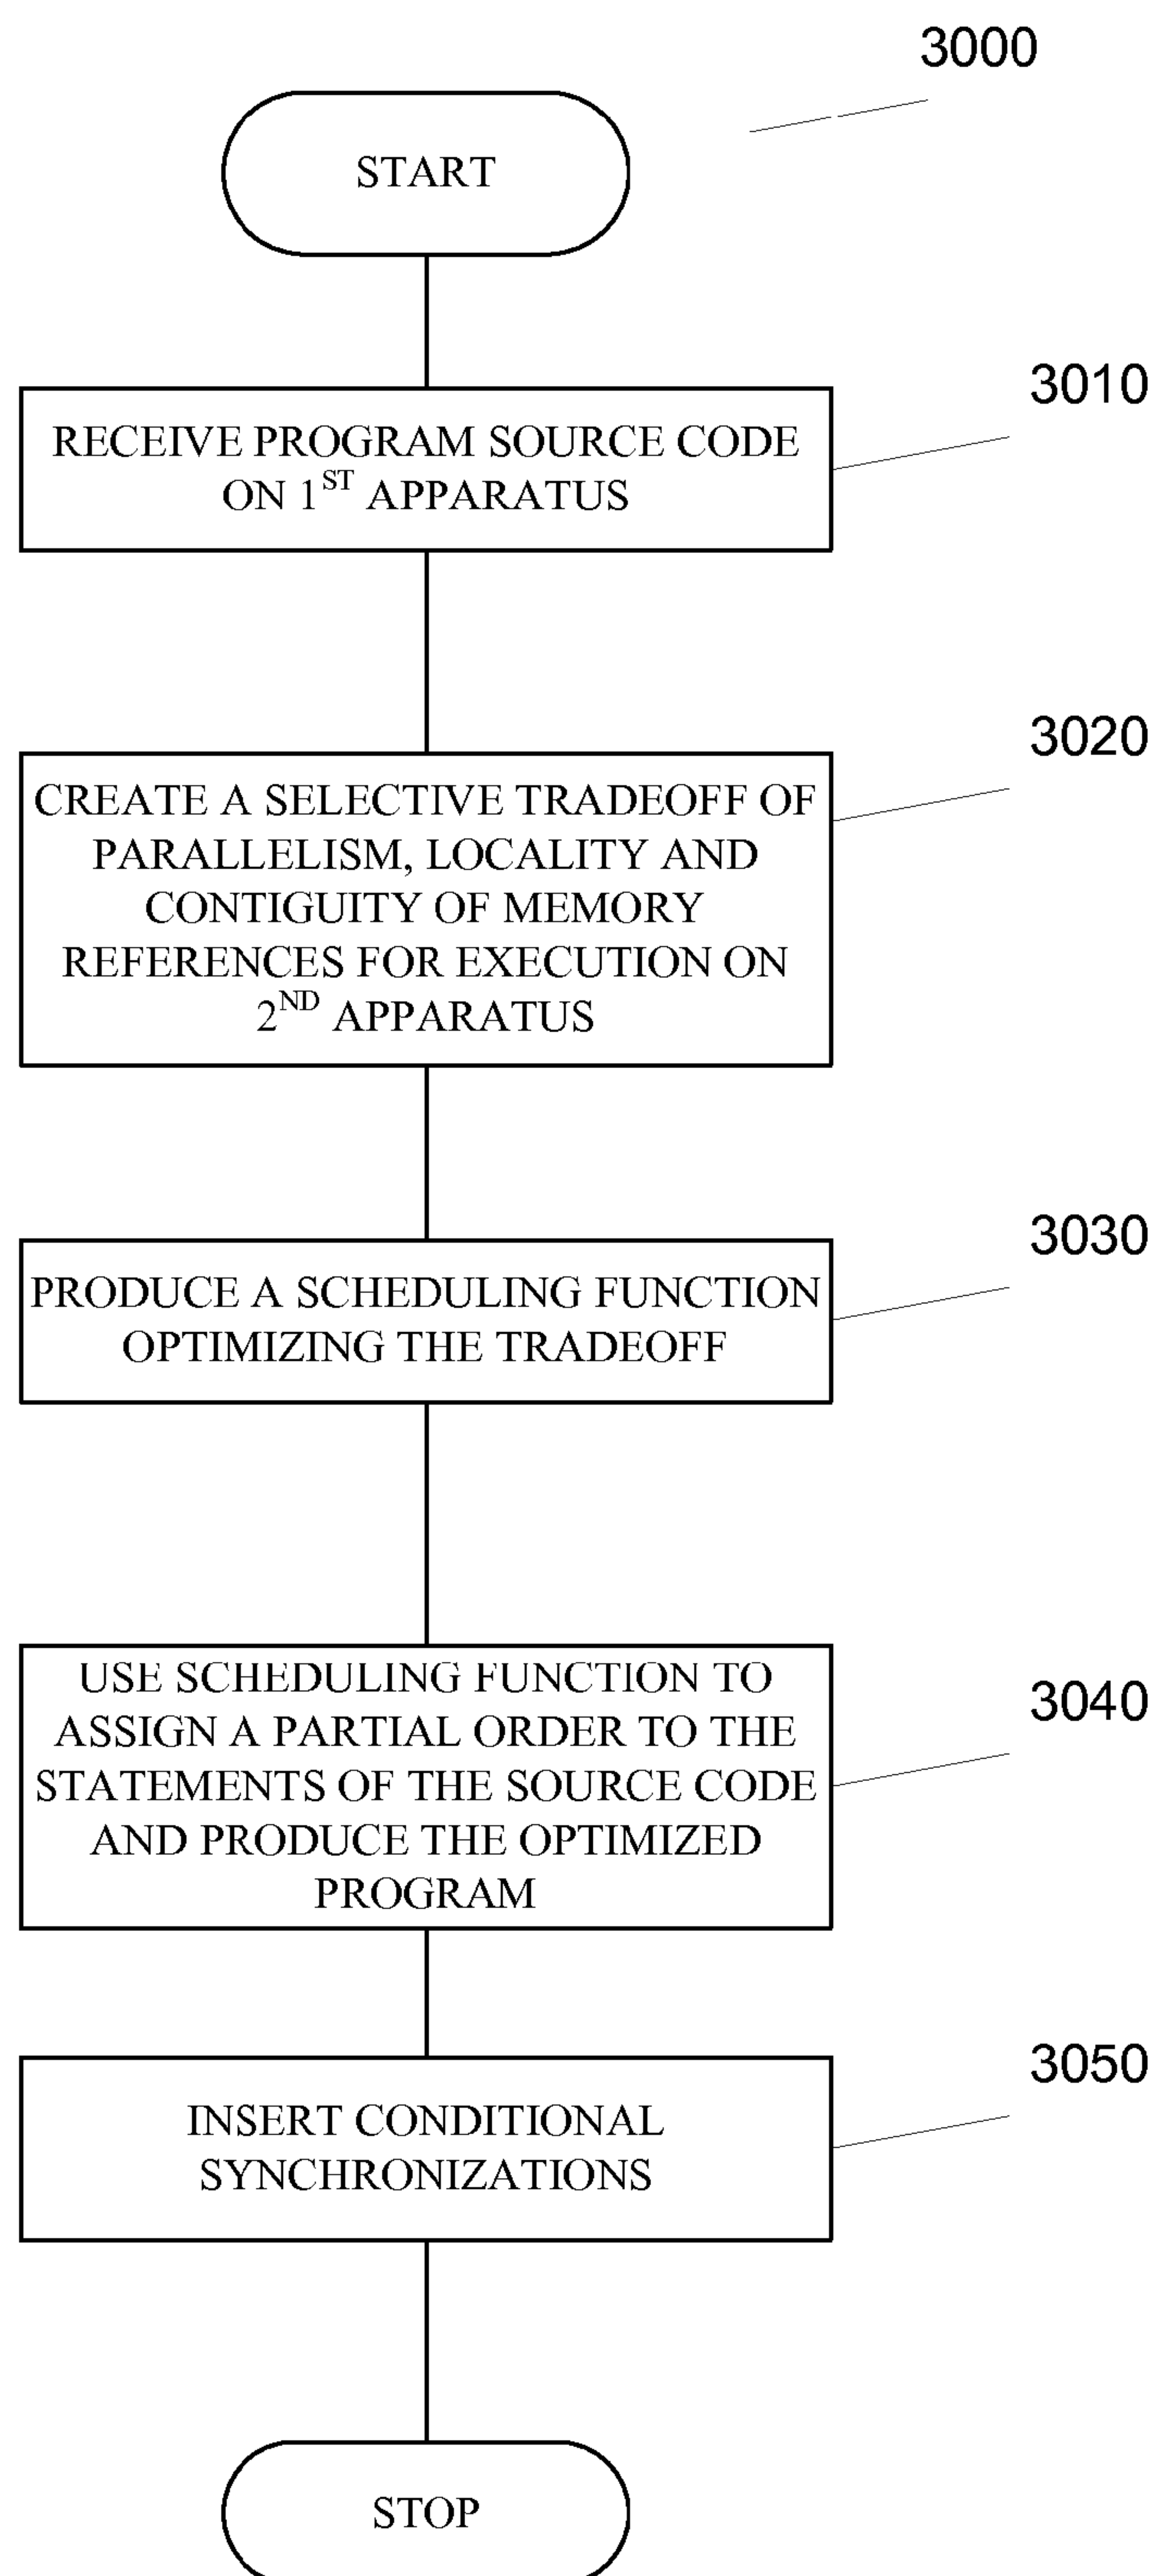 3000
START
3010
RECEIVE PROGRAM SOURCE CODE
ON 1ST APPARATUS
3020
CREATE A SELECTIVE TRADEOFF OF
PARALLELISM, LOCALITY AND
CONTIGUITY OF MEMORY
REFERENCES FOR EXECUTION ON
2ND APPARATUS
3030
PRODUCE A SCHEDULING FUNCTION
OPTIMIZING THE TRADEOFF
3040
USE SCHEDULING FUNCTION TO
ASSIGN A PARTIAL ORDER TO THE
STATEMENTS OF THE SOURCE CODE
AND PRODUCE THE OPTIMIZED
PROGRAM
3050
INSERT CONDITIONAL
SYNCHRONIZATIONS
STOP